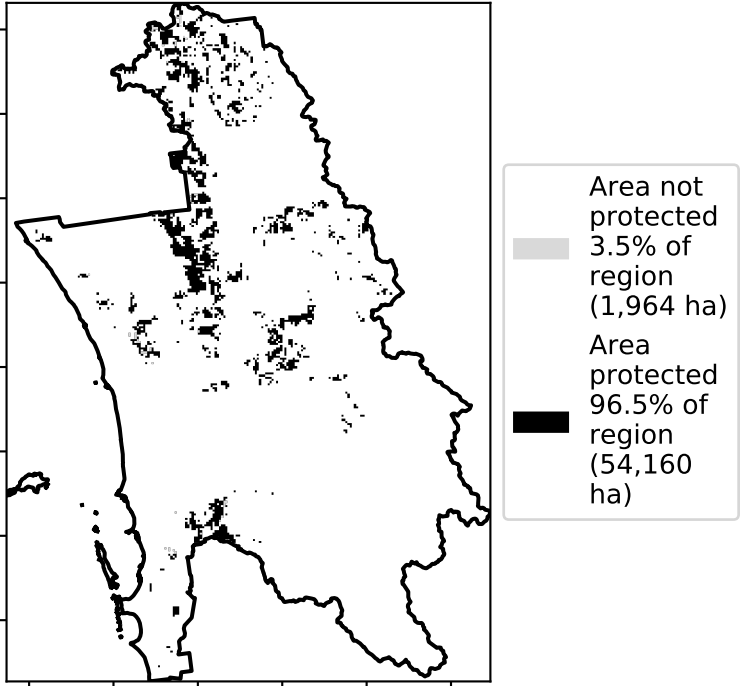 Area not
protected
3.5% of
region
(1,964 ha)
Area
protected
96.5% of
region
(54,160
ha)